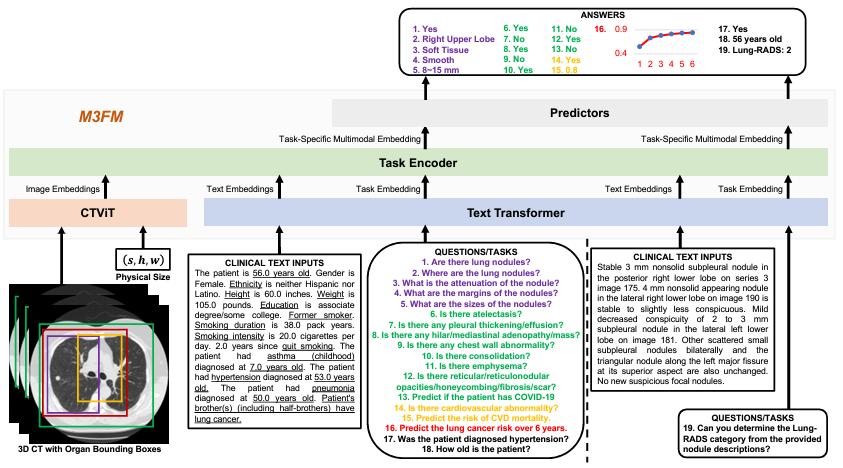 ANSWERS
1. Yes
2. Right Upper Lobe
3. Soft Tissue
4. Smooth
5. 8~15 mm
6. Yes
7. No
8. Yes
9. No
10. Yes
11. No
12. Yes
13. No
14. Yes
15. 0.8
16.
0.9
0.4
1 2 3 4 5 6
17. Yes
18. 56 years old
19. Lung-RADS: 2
M3FM
Predictors
Task-Specific Multimodal Embedding
Task-Specific Multimodal Embedding
Task Encoder
Image Embeddings
Text Embeddings
Task Embedding
Text Embeddings
Task Embedding
CTViT
Text Transformer
(s, h, w)
Physical Size
3D CT with Organ Bounding Boxes
CLINICAL TEXT INPUTS
The patient is 56.0 years old. Gender is
Female. Ethnicity is neither Hispanic nor
Latino. Height is 60.0 inches. Weight is
105.0 pounds. Education is associate
degree/some college. Former smoker.
Smoking duration is 38.0 pack years.
Smoking intensity is 20.0 cigarettes per
day. 2.0 years since quit smoking. The
patient had asthma (childhood)
diagnosed at 7.0 years old. The patient
had hypertension diagnosed at 53.0 years
old. The patient had pneumonia
diagnosed at 50.0 years old. Patient's
brother(s) (including half-brothers) have
lung cancer.
QUESTIONS/TASKS
1. Are there lung nodules?
2. Where are the lung nodules?
3. What is the attenuation of the nodule?
4. What are the margins of the nodules?
5. What are the sizes of the nodules?
6. Is there atelectasis?
7. Is there any pleural thickening/effusion?
8. Is there any hilar/mediastinal adenopathy/mass?
9. Is there any chest wall abnormality?
10. Is there consolidation?
11. Is there emphysema?
12. Is there reticular/reticulonodular
opacities/honeycombing/fibrosis/scar?
13. Predict if the patient has COVID-19
14. Is there cardiovascular abnormality?
15. Predict the risk of CVD mortality.
16. Predict the lung cancer risk over 6 years.
17. Was the patient diagnosed hypertension?
18. How old is the patient?
CLINICAL TEXT INPUTS
Stable 3 mm nonsolid subpleural nodule in
the posterior right lower lobe on series 3
image 175. 4 mm nonsolid appearing nodule
in the lateral right lower lobe on image 190 is
stable to slightly less conspicuous. Mild
decreased conspicuity of 2 to 3 mm
subpleural nodule in the lateral left lower
lobe on image 181. Other scattered small
subpleural nodules bilaterally and the
triangular nodule along the left major fissure
at its superior aspect are also unchanged.
No new suspicious focal nodules.
QUESTIONS/TASKS
19. Can you determine the Lung-
RADS category from the provided
nodule descriptions?